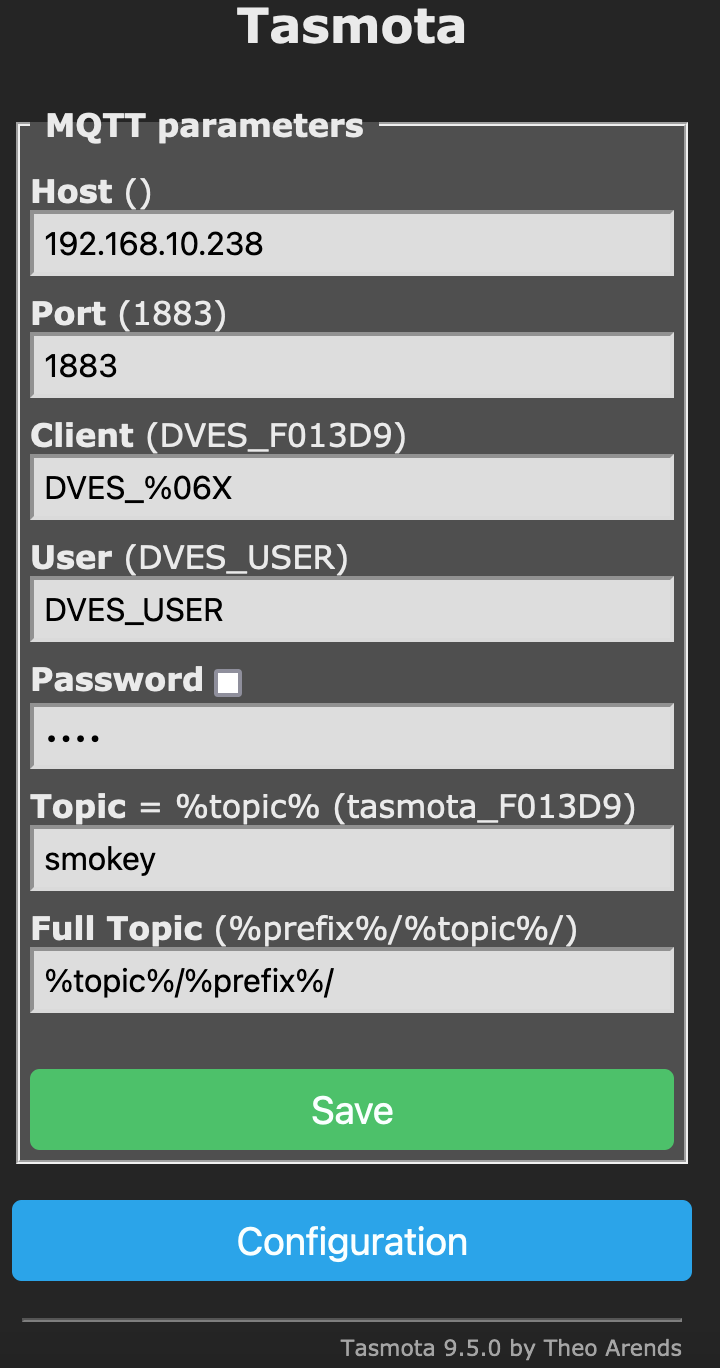 Tasmota
MQTT parameters
Host ()
192.168.10.238
Port (1883)
1883
Client (DVES_F013D9)
DVES_%06X
User (DVES_USER)
DVES_USER
Password
••••
Topic = %topic% (tasmota_F013D9)
smokey
Full Topic (%prefix%/%topic%/)
%topic%/%prefix%/
Save
Configuration
Tasmota 9.5.0 by Theo Arends